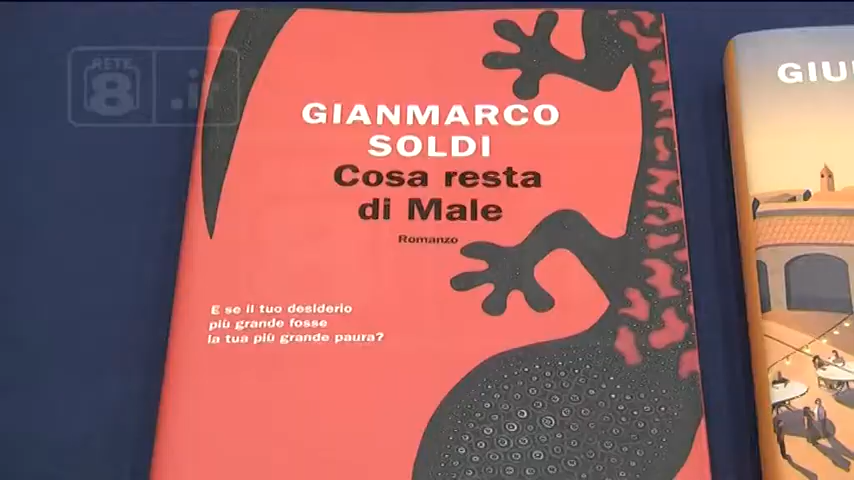 RETE
8
.it
GIANMARCO
SOLDI
Cosa resta
di Male
Romanzo
E se il tuo desiderio
più grande fosse
la tua più grande paura?
GIU